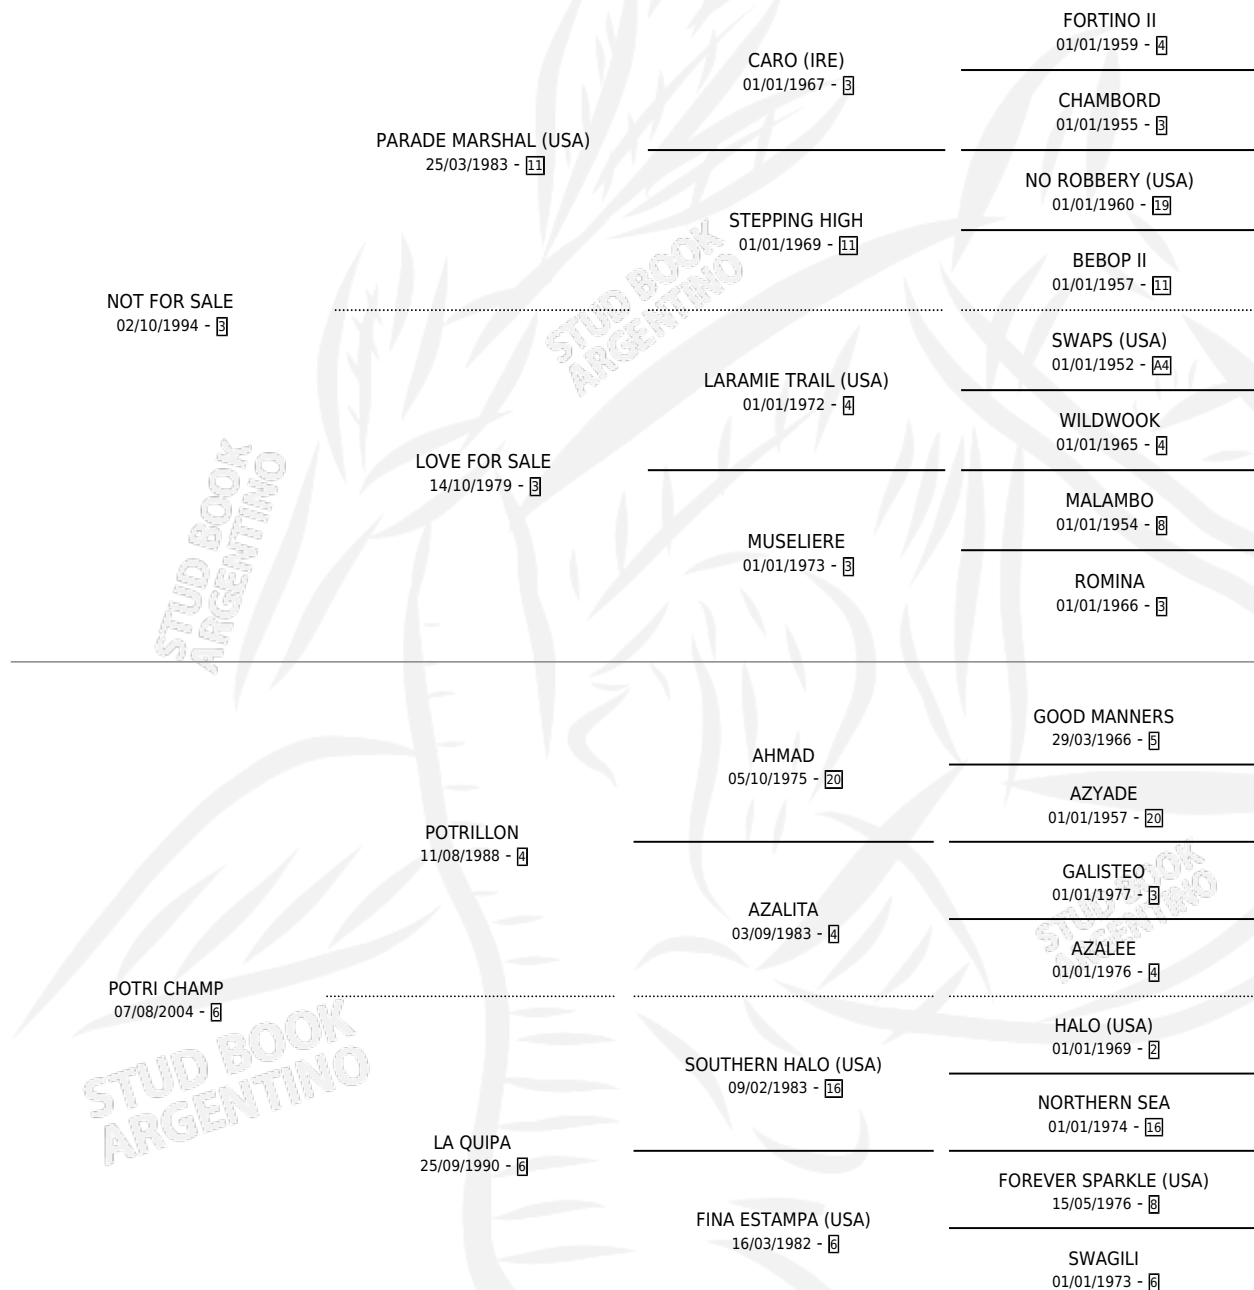 FORTINO II
01/01/1959 - 4
CARO (IRE)
01/01/1967 - 3
CHAMBORD
01/01/1955 - 3
PARADE MARSHAL (USA)
25/03/1983 - 11
NO ROBBERY (USA)
01/01/1960 - 19
STEPPING HIGH
01/01/1969 - 11
BEBOP II
01/01/1957 - 11
NOT FOR SALE
02/10/1994 - 3
SWAPS (USA)
01/01/1952 - A4
LARAMIE TRAIL (USA)
01/01/1972 - 4
WILDWOOK
01/01/1965 - 4
LOVE FOR SALE
14/10/1979 - 3
MALAMBO
01/01/1954 - 8
MUSELIERE
01/01/1973 - 3
ROMINA
01/01/1966 - 3
STUD BOOK
ARGENTINO
STUD BOOK
ARGENTINO
GOOD MANNERS
29/03/1966 - 5
AHMAD
05/10/1975 - 20
AZYADE
01/01/1957 - 20
POTRILLON
11/08/1988 - 4
GALISTEO
01/01/1977 - 3
AZALITA
03/09/1983 - 4
AZALEE
01/01/1976 - 4
POTRI CHAMP
07/08/2004 - 6
HALO (USA)
01/01/1969 - 2
SOUTHERN HALO (USA)
09/02/1983 - 16
NORTHERN SEA
01/01/1974 - 16
LA QUIPA
25/09/1990 - 6
FOREVER SPARKLE (USA)
15/05/1976 - 8
FINA ESTAMPA (USA)
16/03/1982 - 6
SWAGILI
01/01/1973 - 6
STUD BOOK
ARGENTINO
STUD BOOK
ARGENTINO